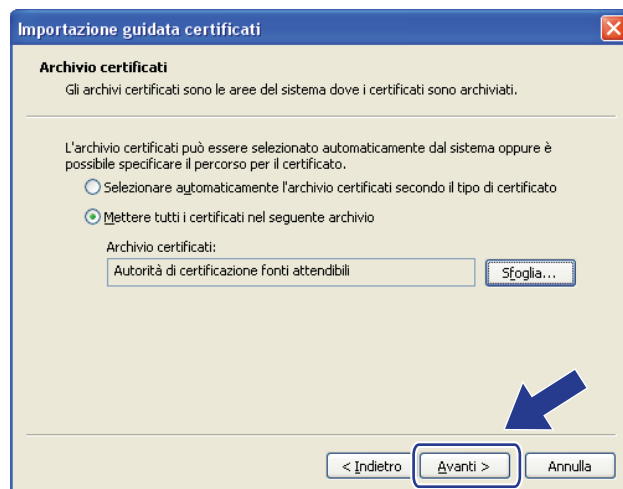 Importazione guidata certificati
Archivio certificati
Gli archivi certificati sono le aree del sistema dove i certificati sono archiviati.
L'archivio certificati può essere selezionato automaticamente dal sistema oppure è
possibile specificare il percorso per il certificato.
Selezionare automaticamente l'archivio certificati secondo il tipo di certificato
Mettere tutti i certificati nel seguente archivio
Archivio certificati:
Autorità di certificazione fonti attendibili
Sfoglia...
< Indietro
Avanti >
Annulla